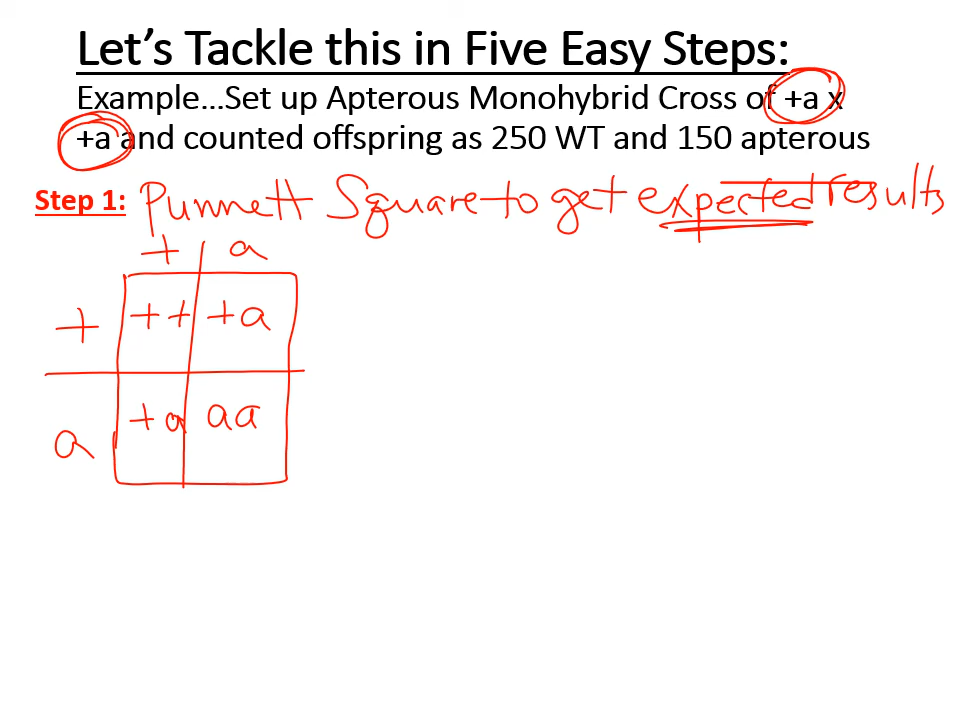 Let's Tackle this in Five Easy Steps:
Example...Set up Apterous Monohybrid Cross of +a x
+a and counted offspring as 250 WT and 150 apterous
Step 1: Punnett Square to get expected results
+ a
+ ++ +a
a +a aa